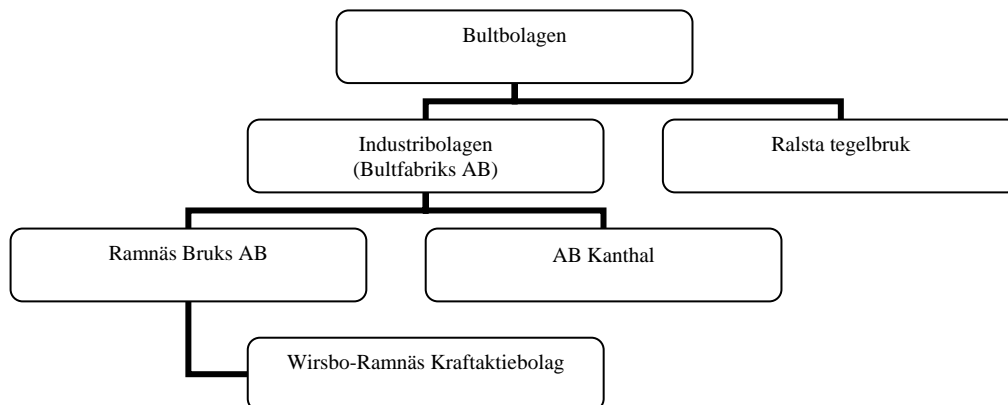 Bultbolagen
Industribolagen
(Bultfabriks AB)
Ralsta tegelbruk
Ramnäs Bruks AB
AB Kanthal
Wirsbo-Ramnäs Kraftaktiebolag